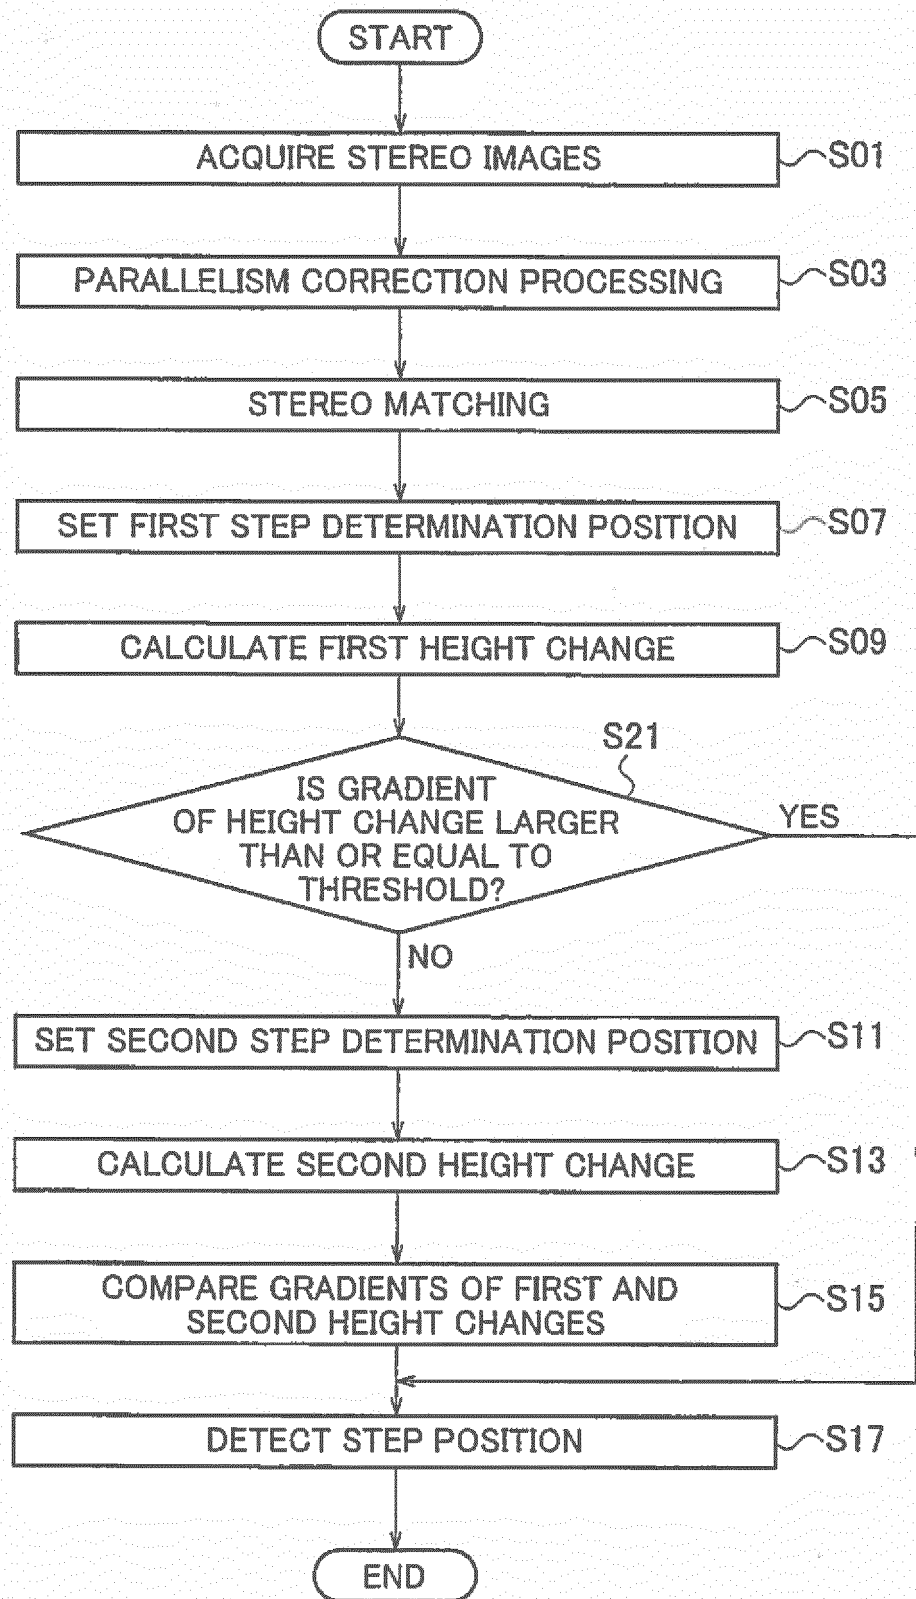 START
ACQUIRE STEREO IMAGES
S01
PARALLELISM CORRECTION PROCESSING
S03
STEREO MATCHING
S05
SET FIRST STEP DETERMINATION POSITION
S07
CALCULATE FIRST HEIGHT CHANGE
S09
S21
IS GRADIENT
OF HEIGHT CHANGE LARGER
THAN OR EQUAL TO
THRESHOLD?
YES
NO
SET SECOND STEP DETERMINATION POSITION
S11
CALCULATE SECOND HEIGHT CHANGE
S13
COMPARE GRADIENTS OF FIRST AND
SECOND HEIGHT CHANGES
S15
DETECT STEP POSITION
S17
END